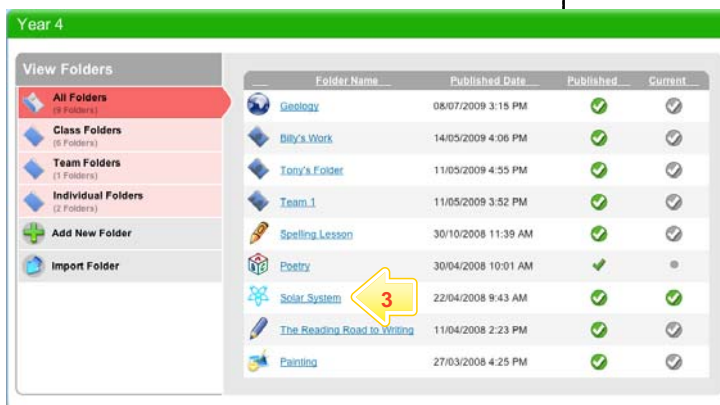 Year 4
View Folders
All Folders
(9 Folders)
Class Folders
(6 Folders)
Team Folders
(1 Folders)
Individual Folders
(2 Folders)
Add New Folder
Import Folder
Folder Name Published Date Published Current
Geology 08/07/2009 3:15 PM
Billy's Work 14/05/2009 4:06 PM
Tony's Folder 11/05/2009 4:55 PM
Team 1 11/05/2009 3:52 PM
Spelling Lesson 30/10/2008 11:39 AM
Poetry 30/04/2008 10:01 AM
Solar System 3 22/04/2008 9:43 AM
The Reading Road to Writing 11/04/2008 2:23 PM
Painting 27/03/2008 4:25 PM